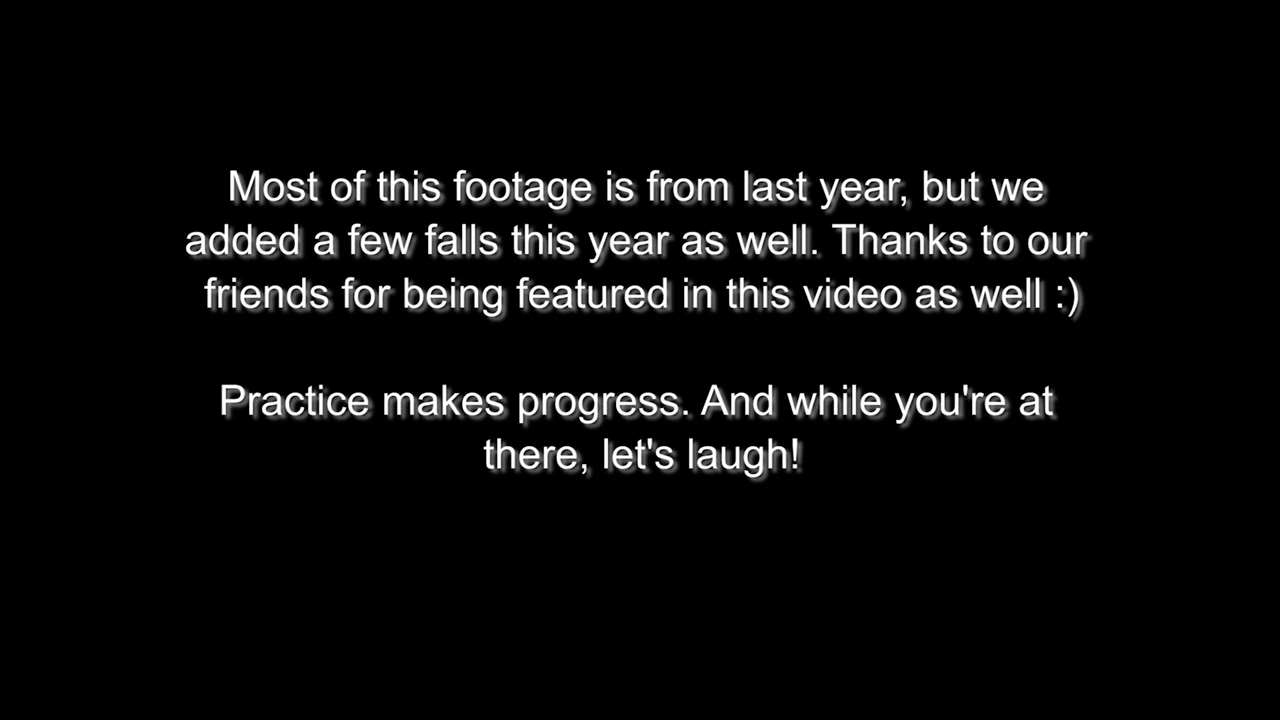 Most of this footage is from last year, but we
added a few falls this year as well. Thanks to our
friends for being featured in this video as well :)
Practice makes progress. And while you're at
there, let's laugh!